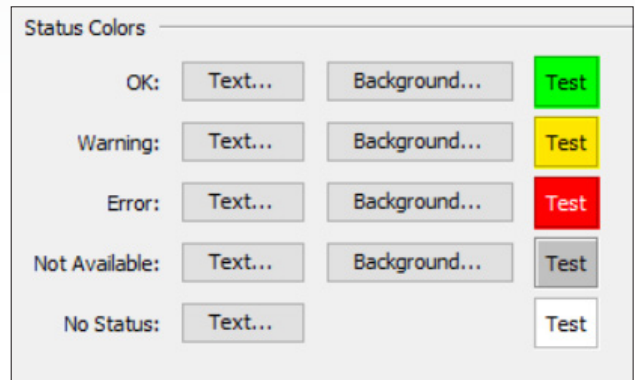 Status Colors
OK: Text... Background... Test
Warning: Text... Background... Test
Error: Text... Background... Test
Not Available: Text... Background... Test
No Status: Text... Test